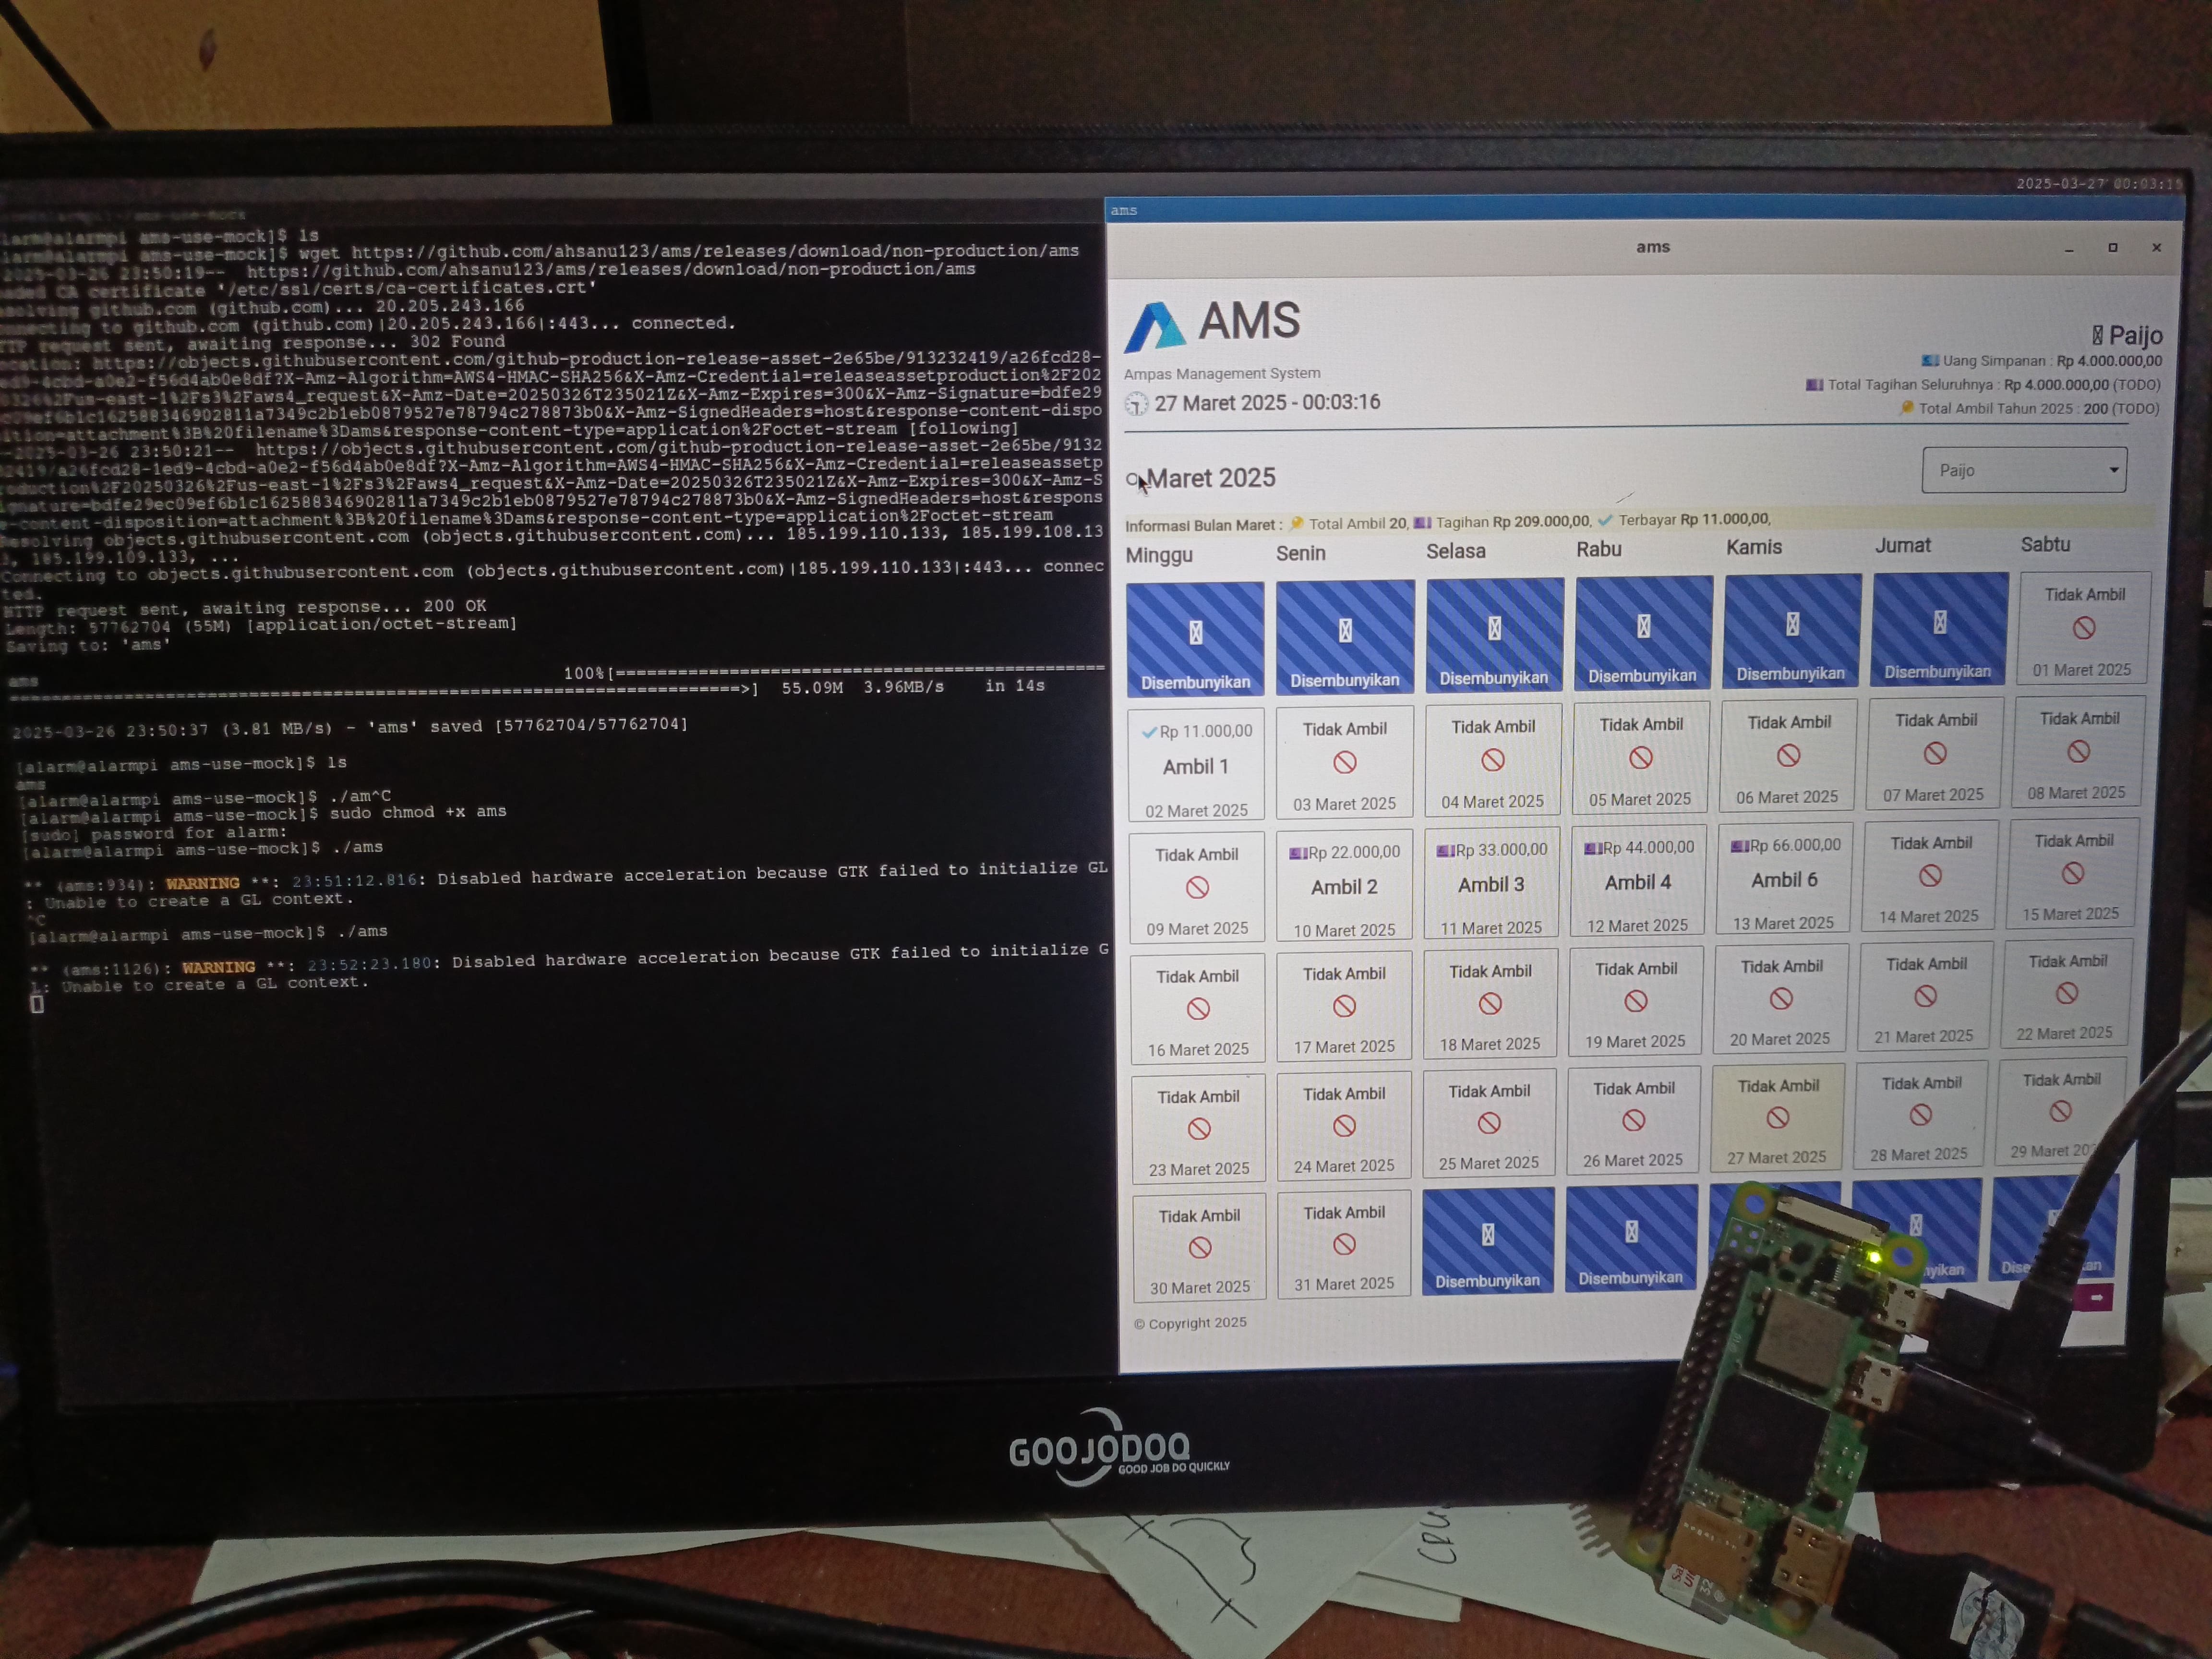 2025-03-27 00:03:15
[alarm@alarmpi ams-use-mock]$ ls
[alarm@alarmpi ams-use-mock]$ wget https://github.com/ahsanu123/ams/releases/download/non-production/ams
2025-03-26 23:50:19-- https://github.com/ahsanu123/ams/releases/download/non-production/ams
CA certificate '/etc/ssl/certs/ca-certificates.crt'
github.com (github.com)... 20.205.243.166
to github.com (github.com)|20.205.243.166|:443... connected.
request sent, awaiting response... 302 Found
https://objects.githubusercontent.com/github-production-release-asset-2e65be/913232419/a26fcd28-
-4cbd-a0e2-f56d4ab0e8df?X-Amz-Algorithm=AWS4-HMAC-SHA256&X-Amz-Credential=releaseassetproduction%2F202
%2Fus-east-1%2Fs3%2Faws4_request&X-Amz-Date=20250326T235021Z&X-Amz-Expires=300&X-Amz-Signature=bdfe29
ec09ef6b1c162588346902811a7349c2b1eb0879527e78794c278873b0&X-Amz-SignedHeaders=host&response-content-dispo
ition=attachment%3B%20filename%3Dams&response-content-type=application%2Foctet-stream [following]
--2025-03-26 23:50:21-- https://objects.githubusercontent.com/github-production-release-asset-2e65be/9132
32419/a26fcd28-1ed9-4cbd-a0e2-f56d4ab0e8df?X-Amz-Algorithm=AWS4-HMAC-SHA256&X-Amz-Credential=releaseassetp
roduction%2F20250326%2Fus-east-1%2Fs3%2Faws4_request&X-Amz-Date=20250326T235021Z&X-Amz-Expires=300&X-Amz-S
ignature=bdfe29ec09ef6b1c162588346902811a7349c2b1eb0879527e78794c278873b0&X-Amz-SignedHeaders=host&respons
e-content-disposition=attachment%3B%20filename%3Dams&response-content-type=application%2Foctet-stream
Resolving objects.githubusercontent.com (objects.githubusercontent.com)... 185.199.110.133, 185.199.108.13
3, 185.199.109.133, ...
Connecting to objects.githubusercontent.com (objects.githubusercontent.com)|185.199.110.133|:443... connec
ted.
HTTP request sent, awaiting response... 200 OK
Length: 57762704 (55M) [application/octet-stream]
Saving to: 'ams'
ams 100%[======================================
==========================================================>] 55.09M 3.96MB/s in 14s
2025-03-26 23:50:37 (3.81 MB/s) - 'ams' saved [57762704/57762704]
[alarm@alarmpi ams-use-mock]$ ls
ams
[alarm@alarmpi ams-use-mock]$ ./am^C
[alarm@alarmpi ams-use-mock]$ sudo chmod +x ams
[sudo] password for alarm:
[alarm@alarmpi ams-use-mock]$ ./ams
** (ams:934): WARNING **: 23:51:12.816: Disabled hardware acceleration because GTK failed to initialize GL
: Unable to create a GL context.
^C
[alarm@alarmpi ams-use-mock]$ ./ams
** (ams:1126): WARNING **: 23:52:23.180: Disabled hardware acceleration because GTK failed to initialize G
L: Unable to create a GL context.
ams
ams
AMS
Ampas Management System
27 Maret 2025 - 00:03:16
Paijo
Uang Simpanan : Rp 4.000.000,00
Total Tagihan Seluruhnya : Rp 4.000.000,00 (TODO)
Total Ambil Tahun 2025 : 200 (TODO)
Maret 2025
Paijo
Informasi Bulan Maret : Total Ambil 20, Tagihan Rp 209.000,00, Terbayar Rp 11.000,00,
Minggu Senin Selasa Rabu Kamis Jumat Sabtu
Tidak Ambil
Disembunyikan Disembunyikan Disembunyikan Disembunyikan Disembunyikan Disembunyikan 01 Maret 2025
Rp 11.000,00 Tidak Ambil Tidak Ambil Tidak Ambil Tidak Ambil Tidak Ambil Tidak Ambil
Ambil 1
02 Maret 2025 03 Maret 2025 04 Maret 2025 05 Maret 2025 06 Maret 2025 07 Maret 2025 08 Maret 2025
Tidak Ambil Rp 22.000,00 Rp 33.000,00 Rp 44.000,00 Rp 66.000,00 Tidak Ambil Tidak Ambil
Ambil 2 Ambil 3 Ambil 4 Ambil 6
09 Maret 2025 10 Maret 2025 11 Maret 2025 12 Maret 2025 13 Maret 2025 14 Maret 2025 15 Maret 2025
Tidak Ambil Tidak Ambil Tidak Ambil Tidak Ambil Tidak Ambil Tidak Ambil Tidak Ambil
16 Maret 2025 17 Maret 2025 18 Maret 2025 19 Maret 2025 20 Maret 2025 21 Maret 2025 22 Maret 2025
Tidak Ambil Tidak Ambil Tidak Ambil Tidak Ambil Tidak Ambil Tidak Ambil Tidak Ambil
23 Maret 2025 24 Maret 2025 25 Maret 2025 26 Maret 2025 27 Maret 2025 28 Maret 2025 29 Maret 20
Tidak Ambil Tidak Ambil
30 Maret 2025 31 Maret 2025 Disembunyikan Disembunyikan nyikan Dise an
© Copyright 2025
GOOJODOQ
GOOD JOB DO QUICKLY
32